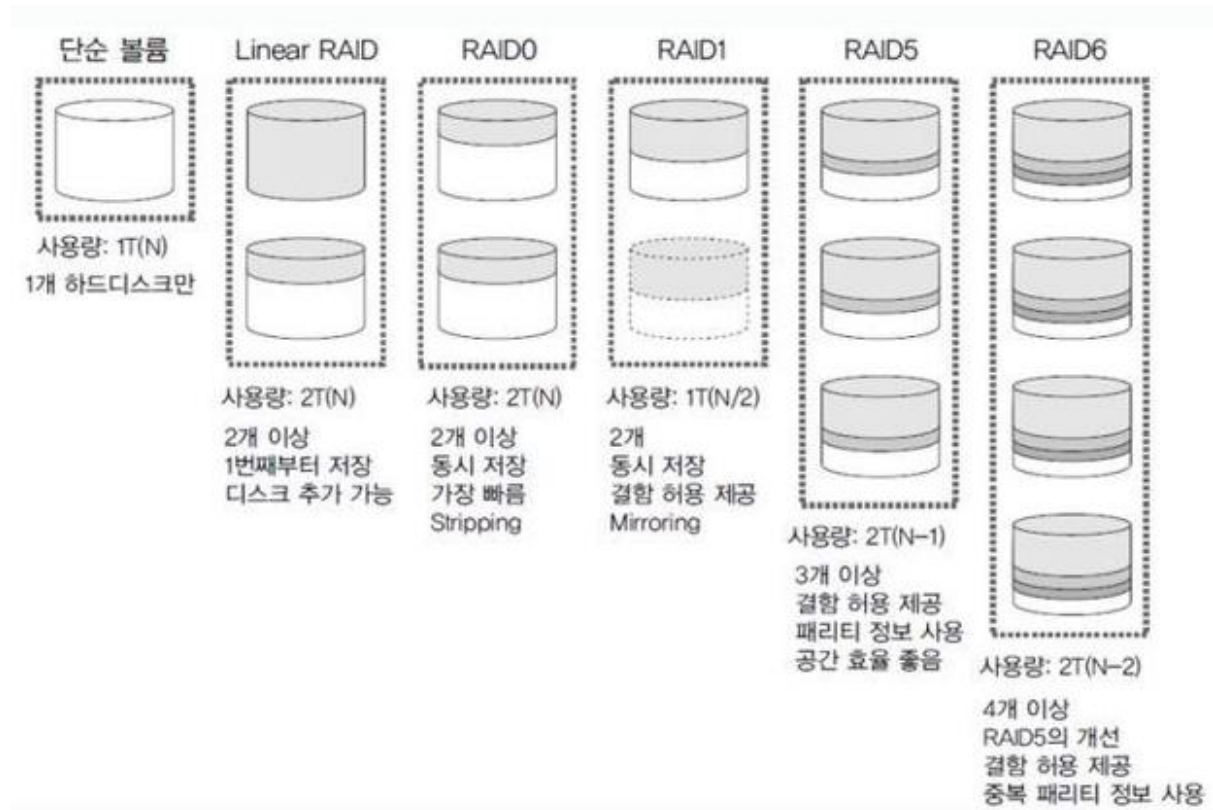 단순 볼륨
사용량: 1T(N)
1개 하드디스크만
Linear RAID
사용량: 2T(N)
2개 이상
1번째부터 저장
디스크 추가 가능
RAID0
사용량: 2T(N)
2개 이상
동시 저장
가장 빠름
Stripping
RAID1
사용량: 1T(N/2)
2개
동시 저장
결함 허용 제공
Mirroring
RAID5
사용량: 2T(N-1)
3개 이상
결함 허용 제공
패리티 정보 사용
공간 효율 좋음
RAID6
사용량: 2T(N-2)
4개 이상
RAID5의 개선
결함 허용 제공
중복 패리티 정보 사용